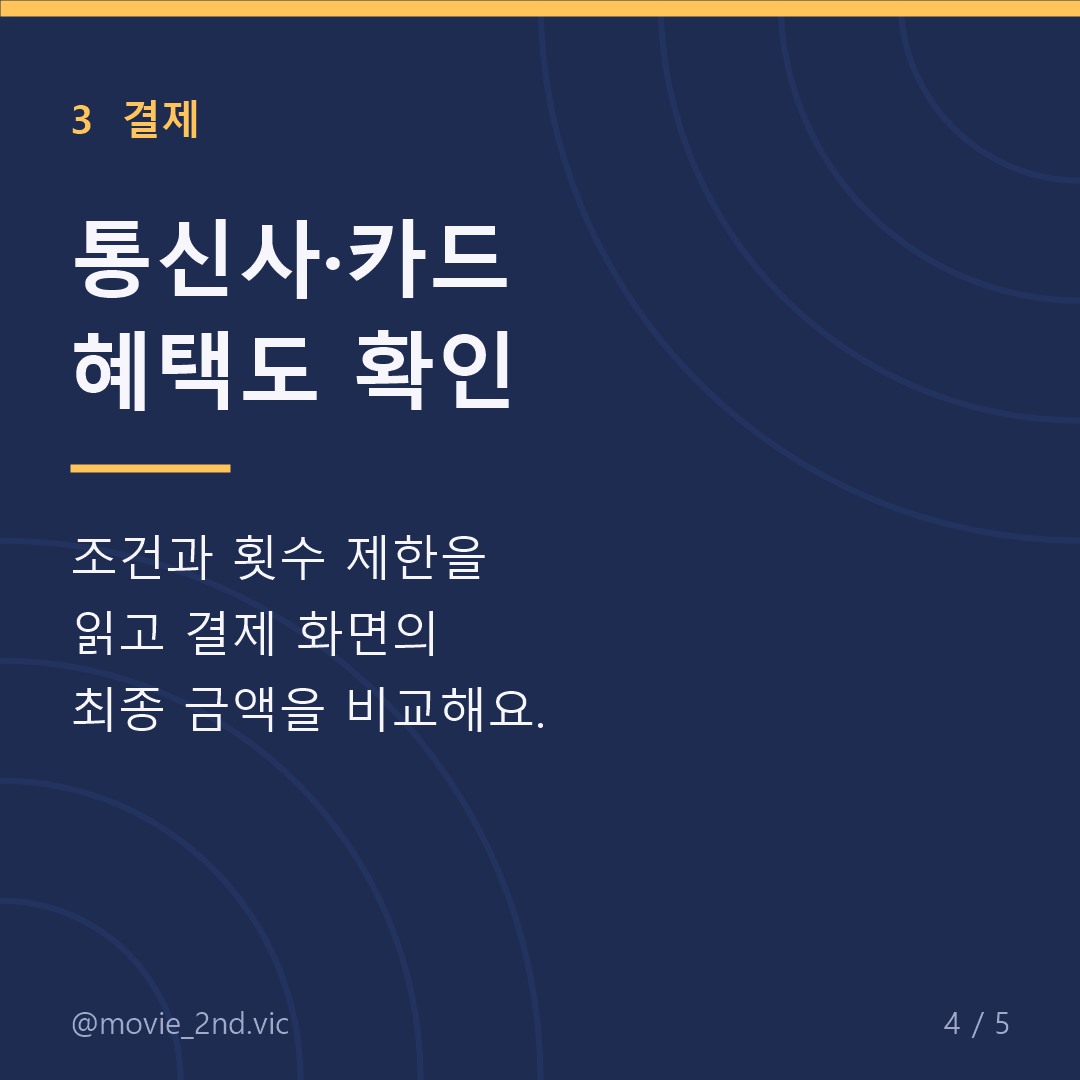 3 결제
통신사·카드
혜택도 확인
조건과 횟수 제한을
읽고 결제 화면의
최종 금액을 비교해요.
@movie_2nd.vic
4 / 5